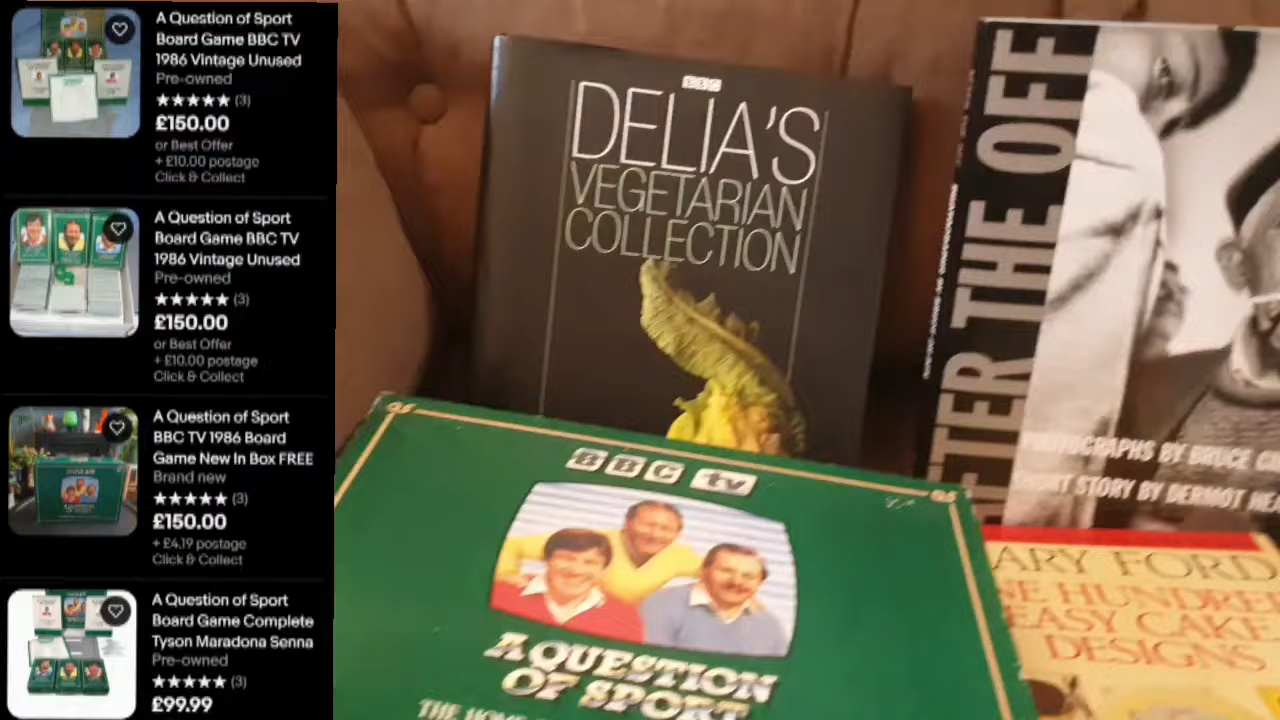 A Question of Sport
Board Game BBC TV
1986 Vintage Unused
Pre-owned
(3)
£150.00
or Best Offer
+ £10.00 postage
Click & Collect
A Question of Sport
Board Game BBC TV
1986 Vintage Unused
Pre-owned
(3)
£150.00
or Best Offer
+ £10.00 postage
Click & Collect
A Question of Sport
BBC TV 1986 Board
Game New In Box FREE
Brand new
(3)
£150.00
+ £4.19 postage
Click & Collect
A Question of Sport
Board Game Complete
Tyson Maradona Senna
Pre-owned
(3)
£99.99
BBC
DELIA'S
VEGETARIAN
COLLECTION
BBC tv
A QUESTION
OF SPORT
THE HOME
THE OFF
BY BRUCE
STORY BY DERMOT
ARY FORD
NE HUNDRED
EASY CAKE
DESIGNS